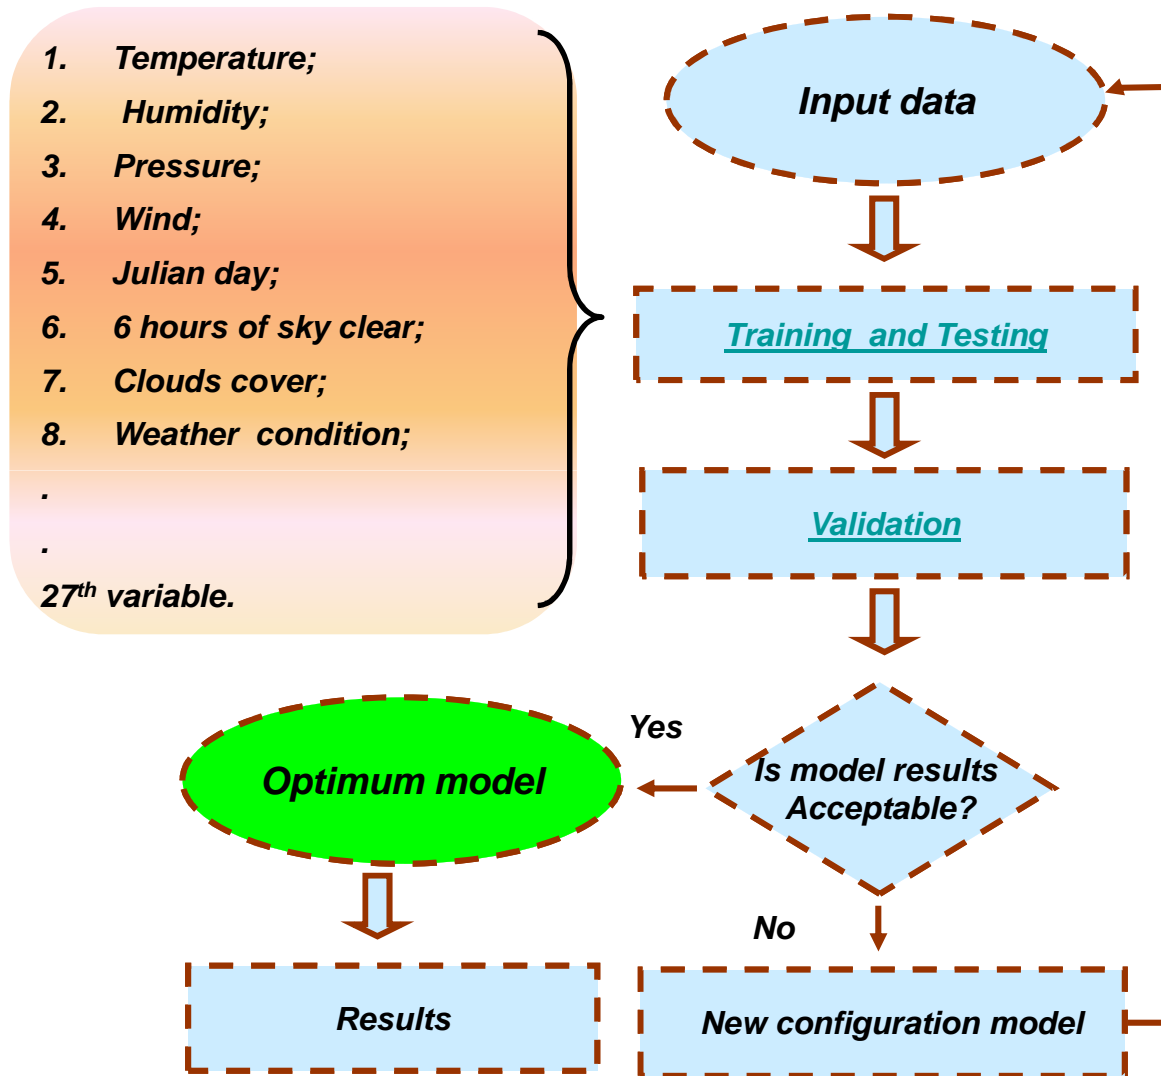 1. Temperature;
2. Humidity;
3. Pressure;
4. Wind;
5. Julian day;
6. 6 hours of sky clear;
7. Clouds cover;
8. Weather condition;
.
.
27th variable.
Input data
Training and Testing
Validation
Is model results
Acceptable?
Yes
Optimum model
No
Results
New configuration model